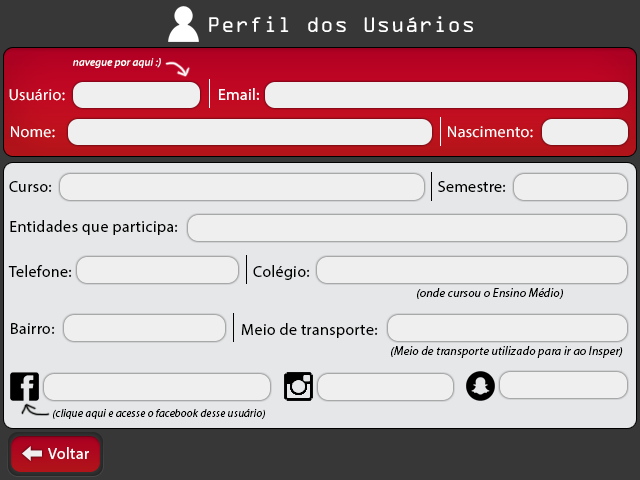 Perfil dos Usuários
navegue por aqui :)
Usuário: Email:
Nome: Nascimento:
Curso: Semestre:
Entidades que participa:
Telefone: Colégio:
(onde cursou o Ensino Médio)
Bairro: Meio de transporte:
(Meio de transporte utilizado para ir ao Insper)
(clique aqui e acesse o facebook desse usuário)
Voltar